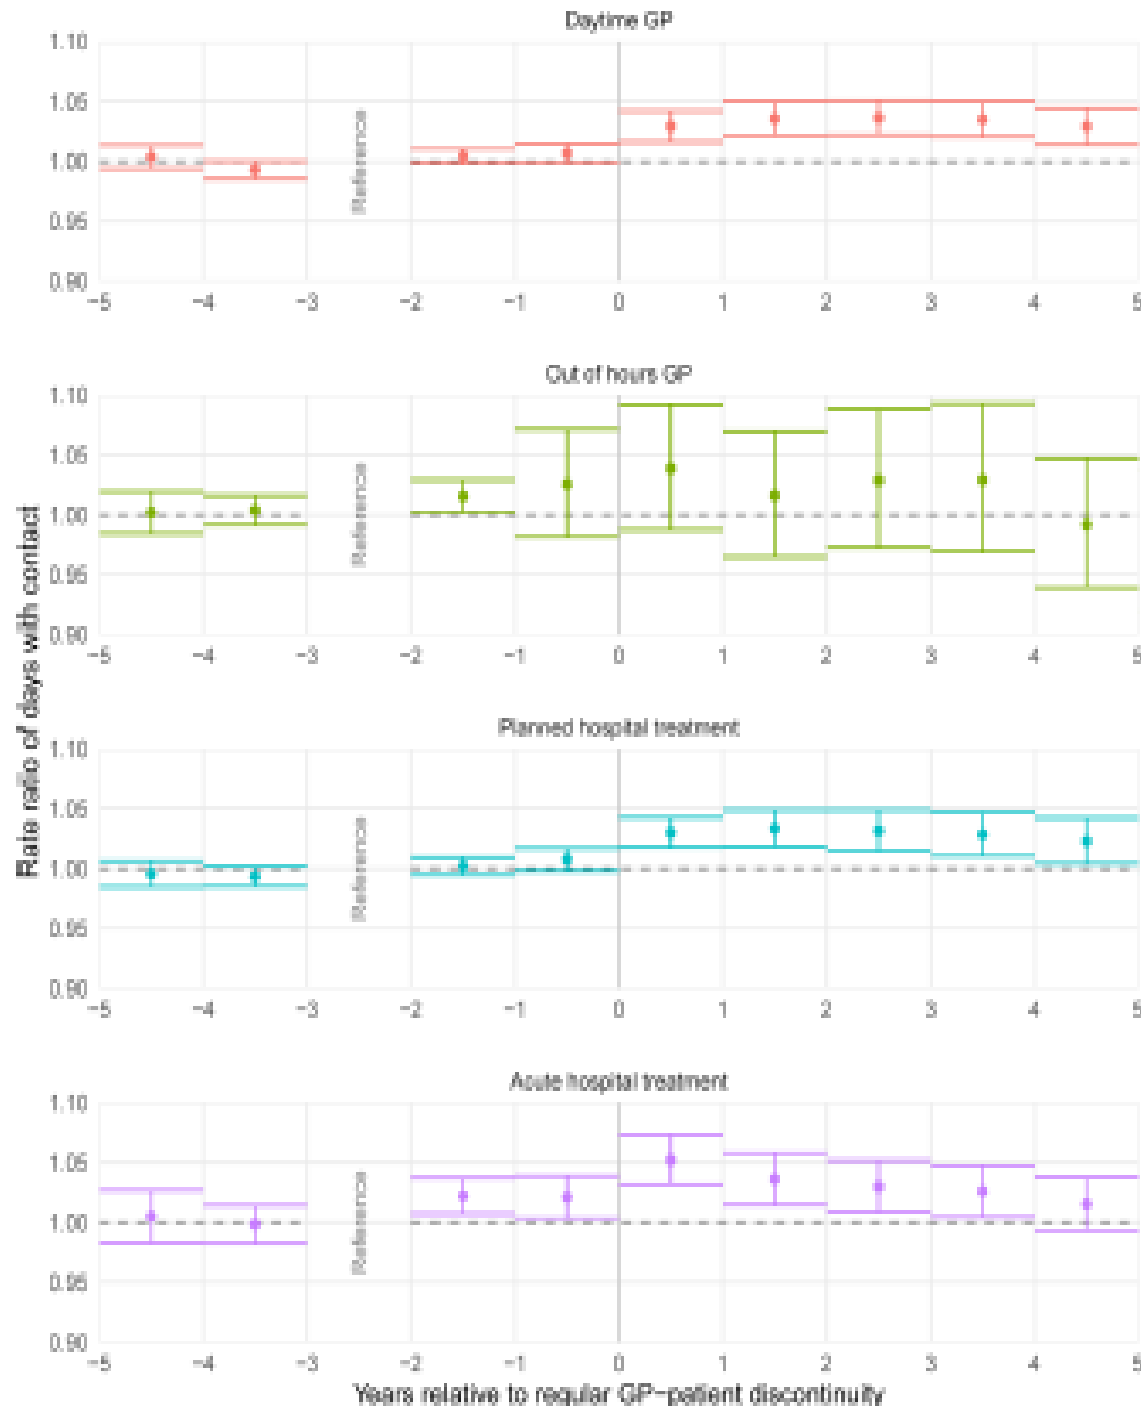 Daytime GP
1.10
1.05
1.00
0.95
0.90
Reference
−5 −4 −3 −2 −1 0 1 2 3 4 5
Out of hours GP
1.10
1.05
1.00
0.95
0.90
Reference
−5 −4 −3 −2 −1 0 1 2 3 4 5
Rate ratio of days with contact
Planned hospital treatment
1.10
1.05
1.00
0.95
0.90
Reference
−5 −4 −3 −2 −1 0 1 2 3 4 5
Acute hospital treatment
1.10
1.05
1.00
0.95
0.90
Reference
−5 −4 −3 −2 −1 0 1 2 3 4 5
Years relative to regular GP−patient discontinuity